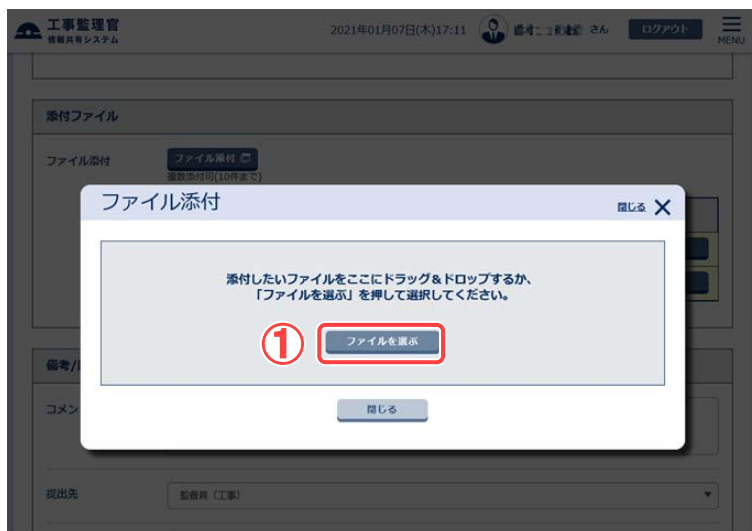 工事監理官
情報共有システム
2021年01月07日(木)17:11
さん
ログアウト
MENU
添付ファイル
ファイル添付
ファイル添付
複数添付可(10件まで)
ファイル添付
閉じる
添付したいファイルをここにドラッグ&ドロップするか、
「ファイルを選ぶ」を押して選択してください。
①
ファイルを選ぶ
閉じる
備考/
コメン
提出先
監督員（工事）